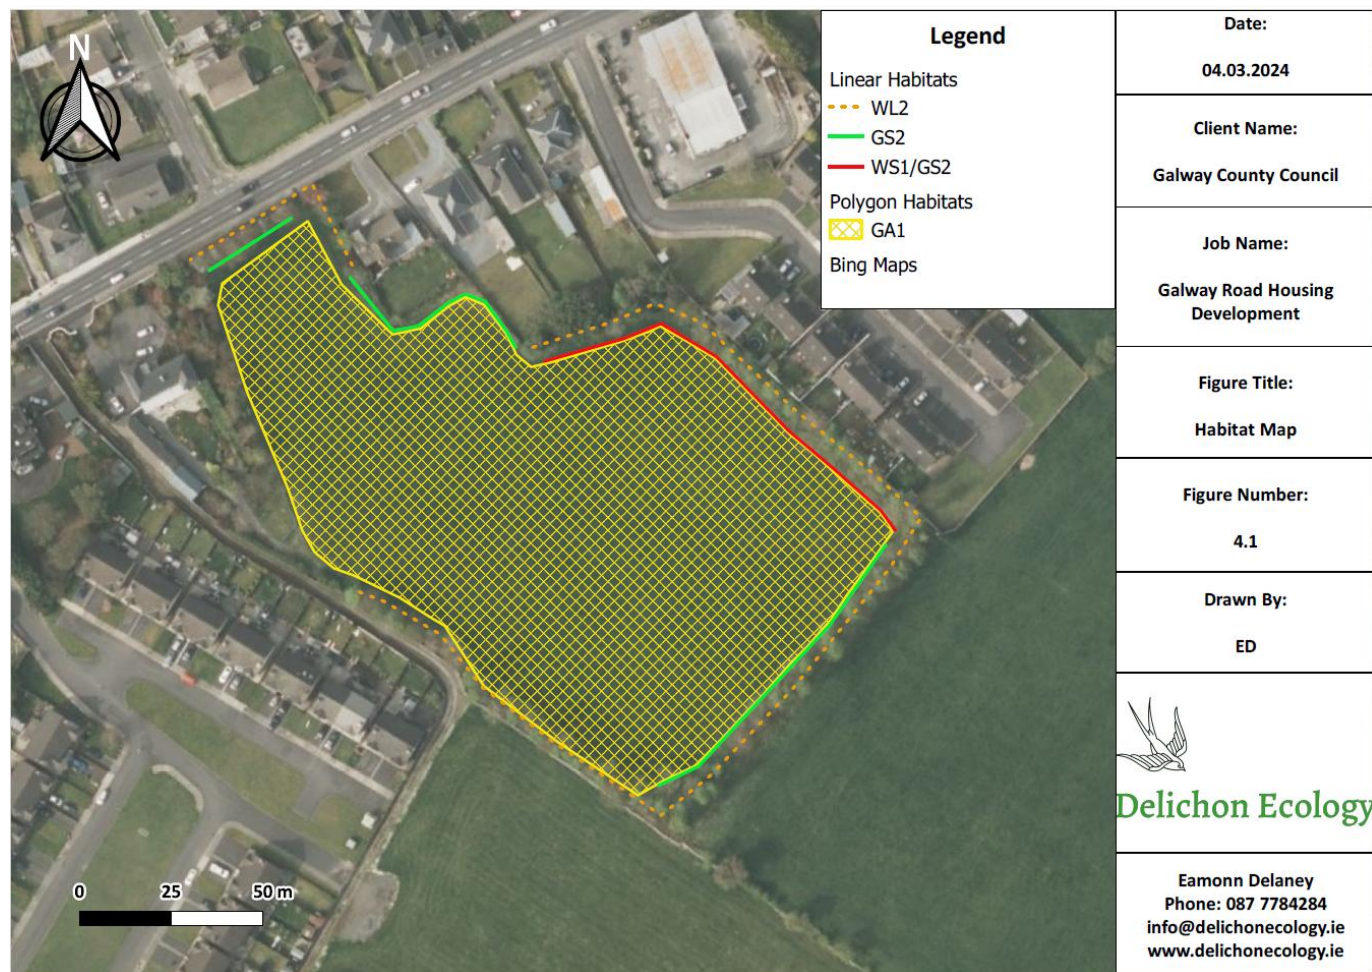 N
Legend
Linear Habitats
WL2
GS2
WS1/GS2
Polygon Habitats
GA1
Bing Maps
0 25 50 m
Date:
04.03.2024
Client Name:
Galway County Council
Job Name:
Galway Road Housing
Development
Figure Title:
Habitat Map
Figure Number:
4.1
Drawn By:
ED
Delichon Ecology
Eamonn Delaney
Phone: 087 7784284
info@delichonecology.ie
www.delichonecology.ie